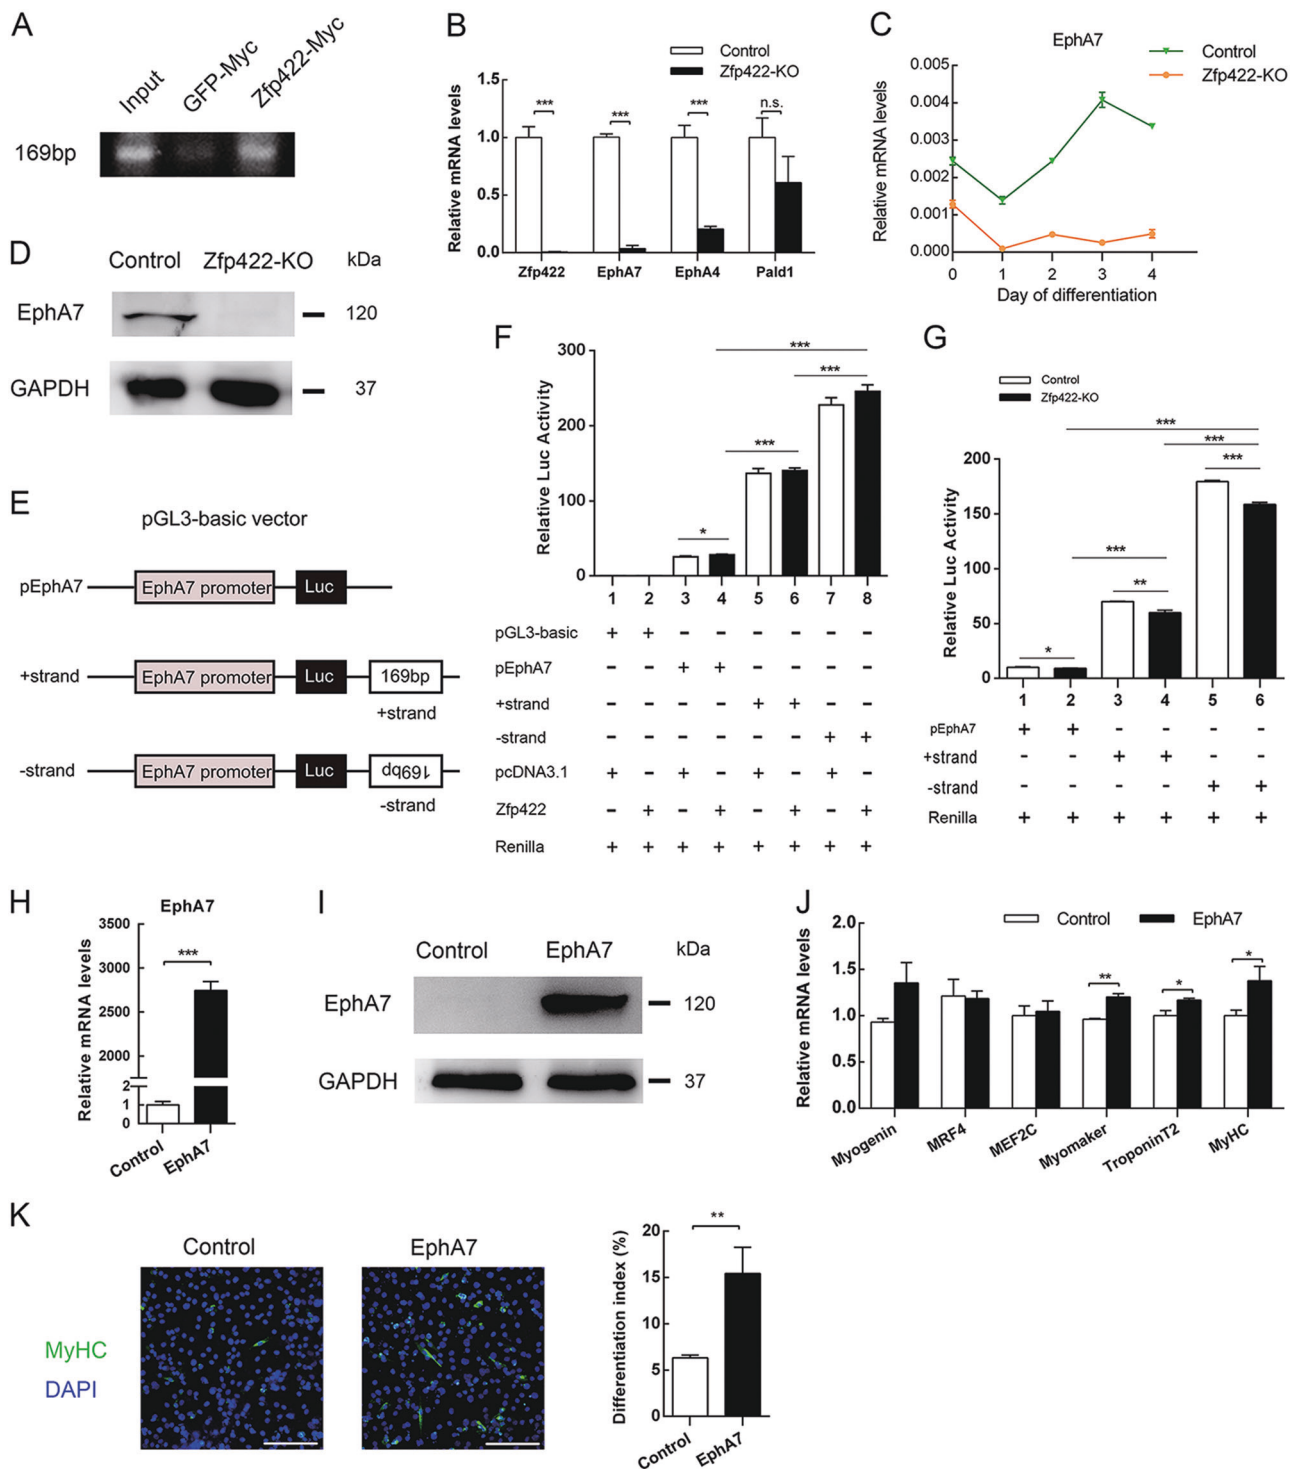 A
Input
GFP-Myc
Zfp422-Myc
169bp
B
Control
Zfp422-KO
Relative mRNA levels
1.5
1.0
0.5
0.0
***
***
***
n.s.
Zfp422
EphA7
EphA4
Pald1
C
EphA7
Control
Zfp422-KO
Relative mRNA levels
0.005
0.004
0.003
0.002
0.001
0.000
0 1 2 3 4
Day of differentiation
D
Control Zfp422-KO kDa
EphA7 120
GAPDH 37
E
pGL3-basic vector
pEphA7 EphA7 promoter Luc
+strand EphA7 promoter Luc 169bp
+strand
-strand EphA7 promoter Luc 169bp
-strand
F
Relative Luc Activity
300
200
100
0
***
***
***
*
1 2 3 4 5 6 7 8
pGL3-basic + + - - - - - -
pEphA7 - - + + - - - -
+strand - - - - + + - -
-strand - - - - - - + +
pcDNA3.1 + - + - + - + -
Zfp422 - + - + - + - +
Renilla + + + + + + + +
G
Control
Zfp422-KO
Relative Luc Activity
200
150
100
50
0
***
***
***
***
**
*
1 2 3 4 5 6
pEphA7 + + - - - -
+strand - - + + - -
-strand - - - - + +
Renilla + + + + + +
H
EphA7
Relative mRNA levels
3500
3000
2500
2000
2
1
0
***
Control
EphA7
I
Control EphA7 kDa
EphA7 120
GAPDH 37
J
Control
EphA7
Relative mRNA levels
2.0
1.5
1.0
0.5
0.0
**
*
*
Myogenin
MRF4
MEF2C
Myomaker
TroponinT2
MyHC
K
Control
EphA7
MyHC
DAPI
Differentiation index (%)
20
15
10
5
0
**
Control
EphA7